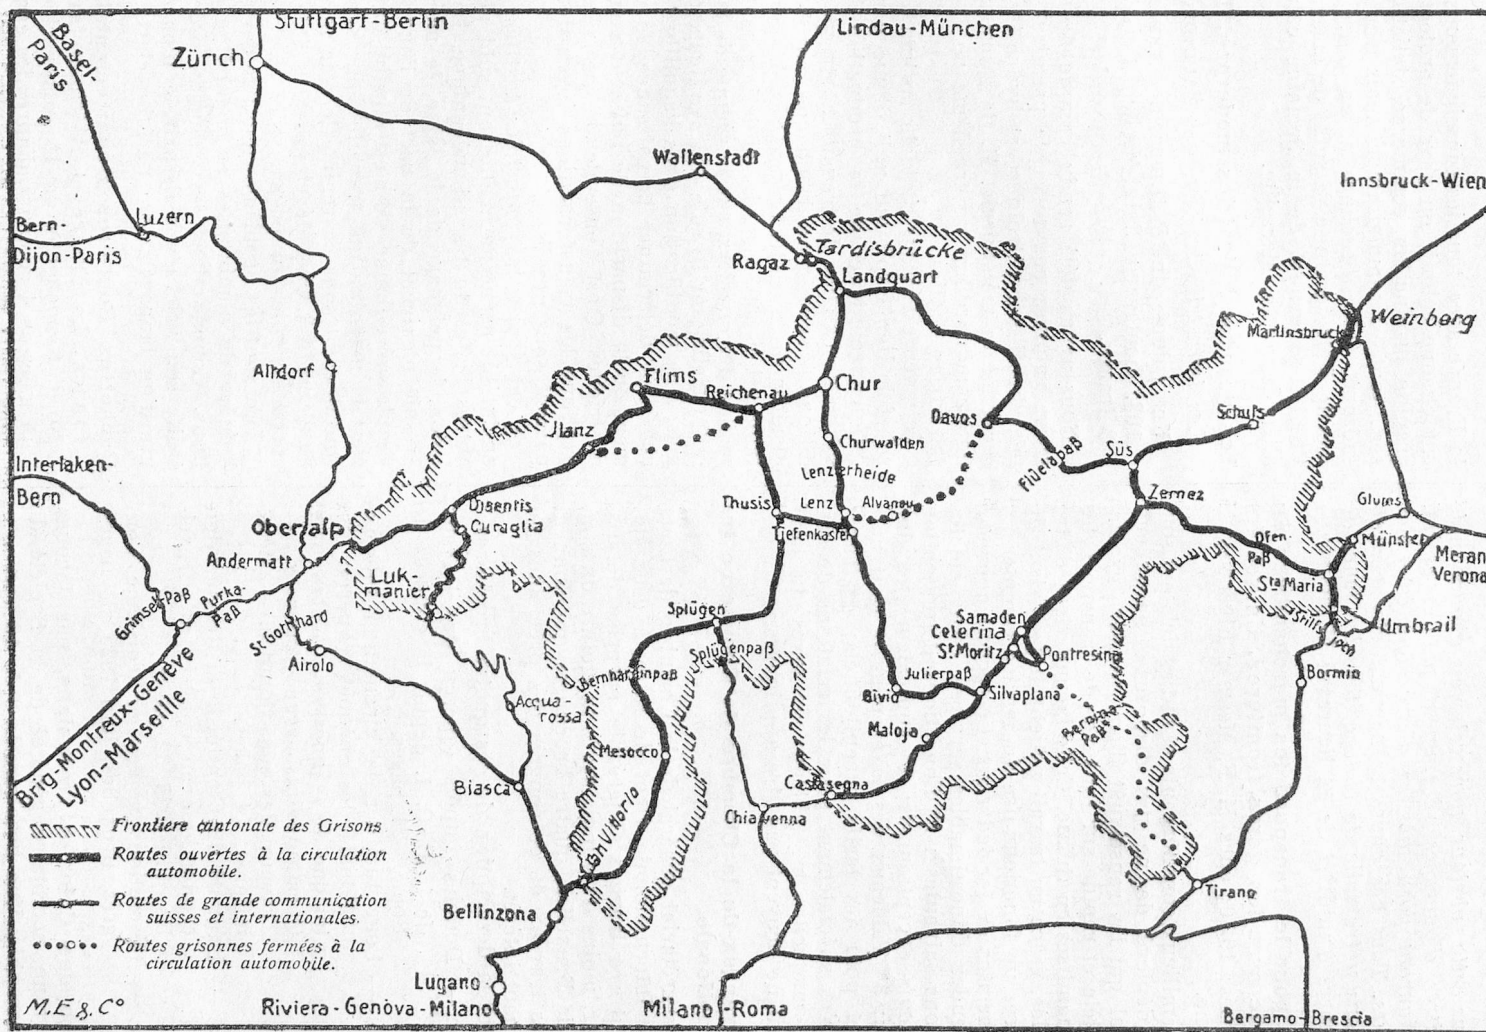 Stuttgart-Berlin
Lindau-München
Basel-
Paris
Zürich
Wallenstadt
Innsbruck-Wien
Luzern
Bern-
Dijon-Paris
Tardisbrücke
Ragaz
Landquart
Weinberg
Martinsbruck
Altdorf
Flims
Reichenau
Chur
Schuls
Davos
Ilanz
Churwalden
Süs
Flüelapaß
Interlaken-
Bern
Lenzerheide
Zernez
Glurns
Disentis
Curaglia
Thusis
Lenz
Alvaneu
Tiefenkastel
Oberalp
Ofen-
Paß
Münster
Meran
Verona
Andermatt
Luk-
manier
Sta Maria
Grimsel-Paß
Furka-
Paß
St Gotthard
Splügen
Samaden
Celerina
St Moritz
Pontresina
Umbrail
Airolo
Splügenpaß
Bernhardinpaß
Julierpaß
Bivio
Silvaplana
Bormio
Acqua-
rossa
Maloja
Bernina
Paß
Mesocco
Brig-Montreux-Genève
Lyon-Marseille
Biasca
Castasegna
Chiavenna
Frontière cantonale des Grisons
Routes ouvertes à la circulation
automobile.
Routes de grande communication
suisses et internationales.
Routes grisonnes fermées à la
circulation automobile.
Tirano
Bellinzona
Lugano
M.E & Co
Riviera-Genòva-Milano
Milano-Roma
Bergamo-Brescia